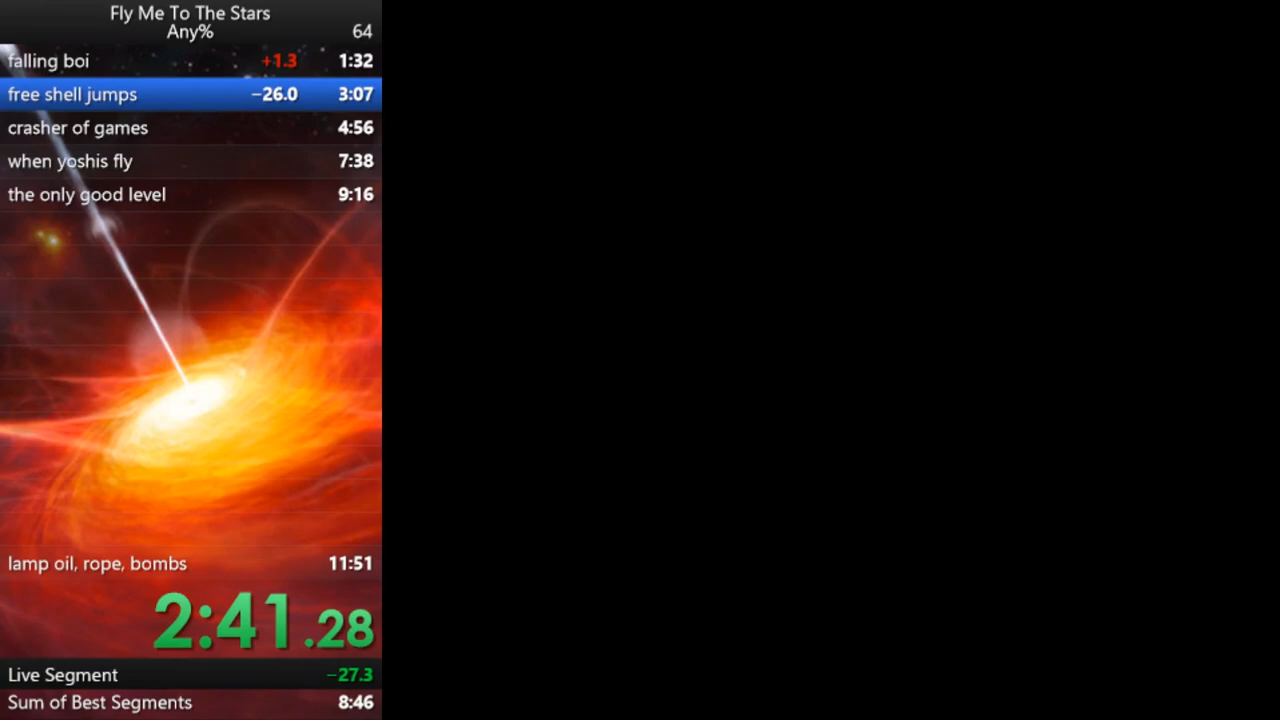 Fly Me To The Stars
Any% 64
falling boi +1.3 1:32
free shell jumps −26.0 3:07
crasher of games 4:56
when yoshis fly 7:38
the only good level 9:16
lamp oil, rope, bombs 11:51
2:41.28
Live Segment −27.3
Sum of Best Segments 8:46